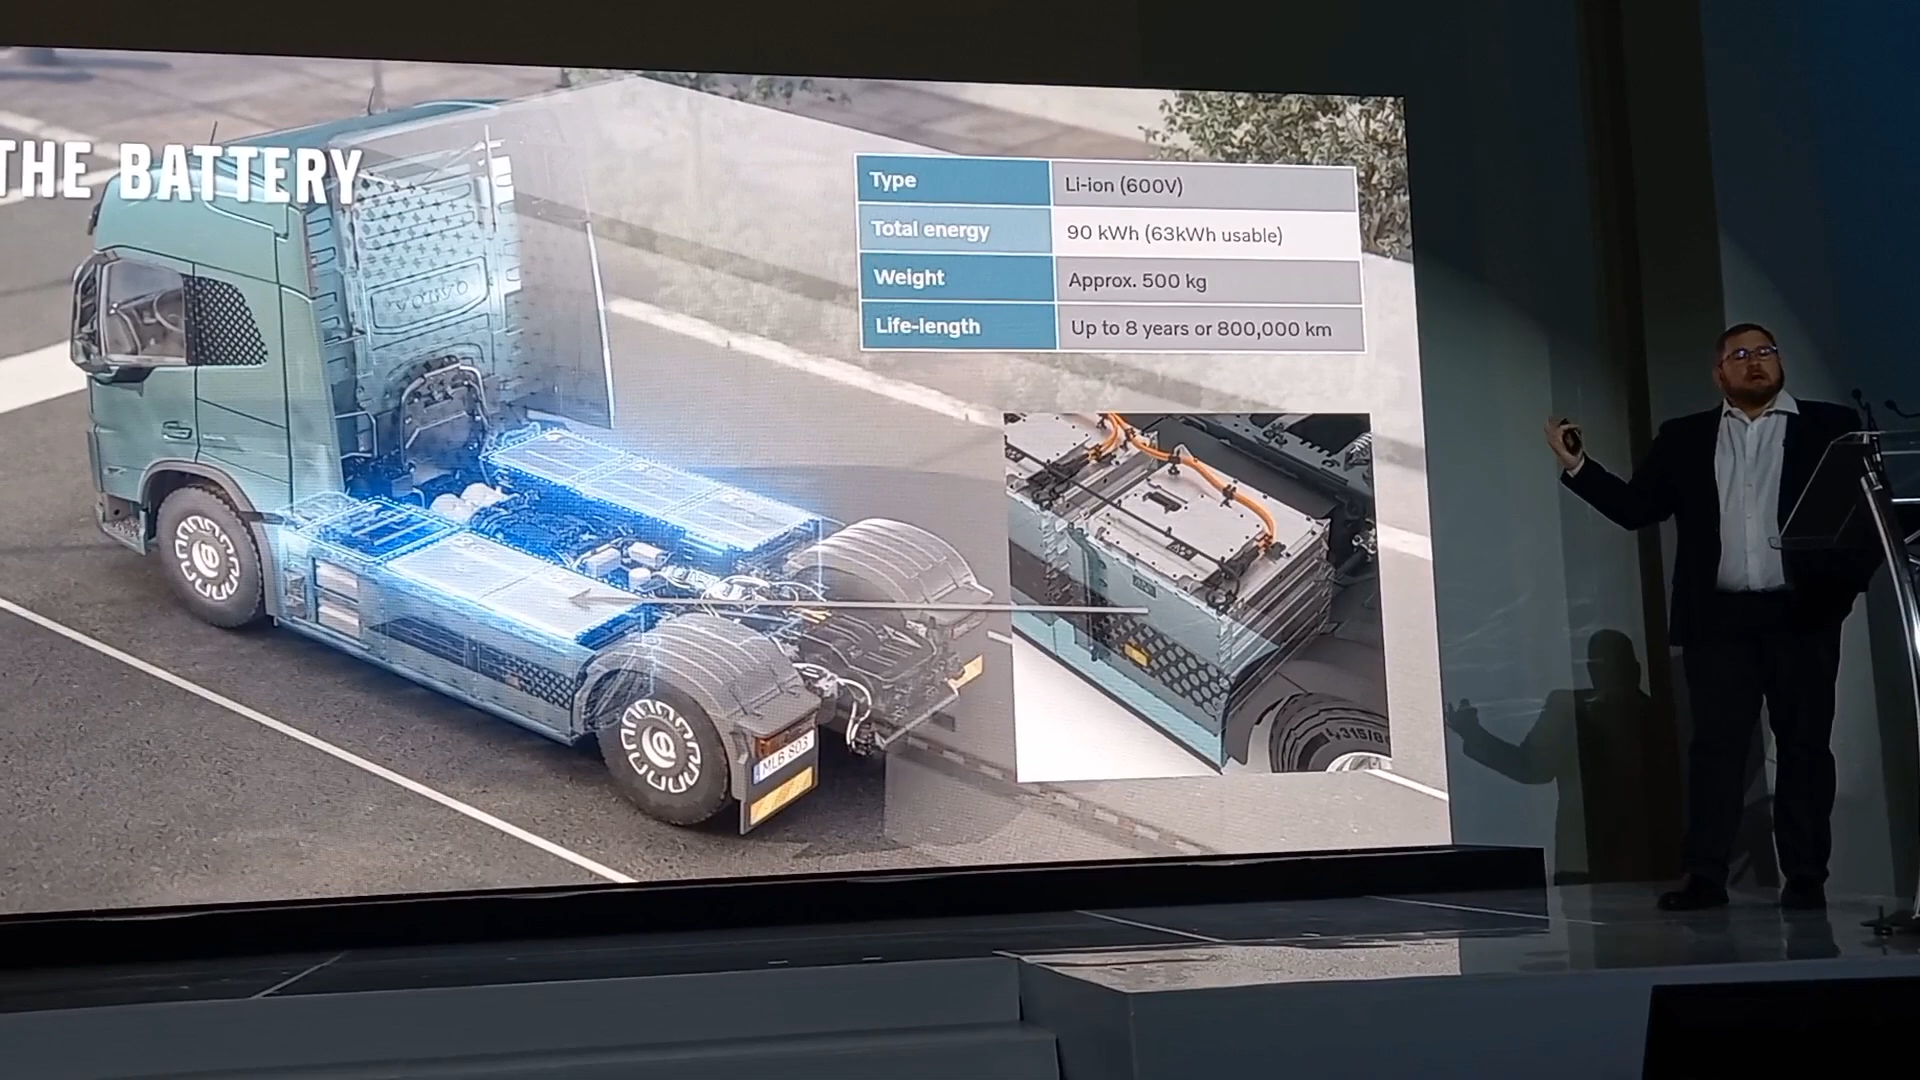 THE BATTERY
Type
Li-ion (600V)
Total energy
90 kWh (63kWh usable)
Weight
Approx. 500 kg
Life-length
Up to 8 years or 800,000 km
MLB 803